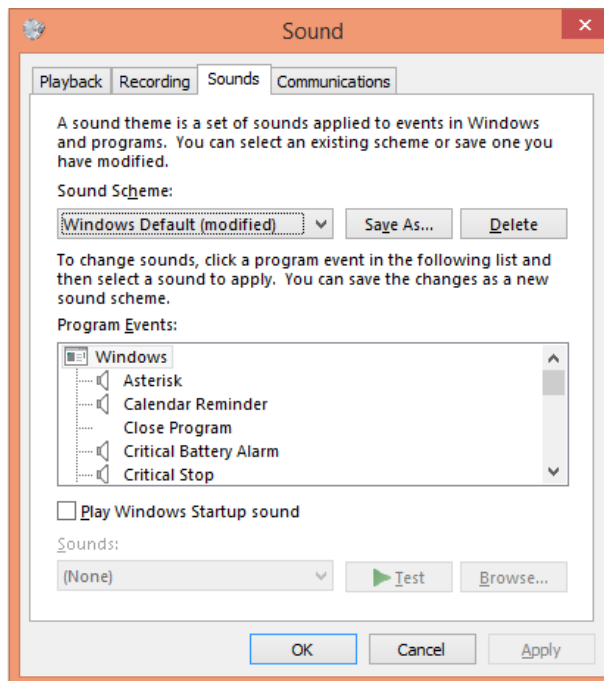 Sound
Playback
Recording
Sounds
Communications
A sound theme is a set of sounds applied to events in Windows
and programs. You can select an existing scheme or save one you
have modified.
Sound Scheme:
Windows Default (modified)
Save As...
Delete
To change sounds, click a program event in the following list and
then select a sound to apply. You can save the changes as a new
sound scheme.
Program Events:
Windows
Asterisk
Calendar Reminder
Close Program
Critical Battery Alarm
Critical Stop
Play Windows Startup sound
Sounds:
(None)
Test
Browse...
OK
Cancel
Apply